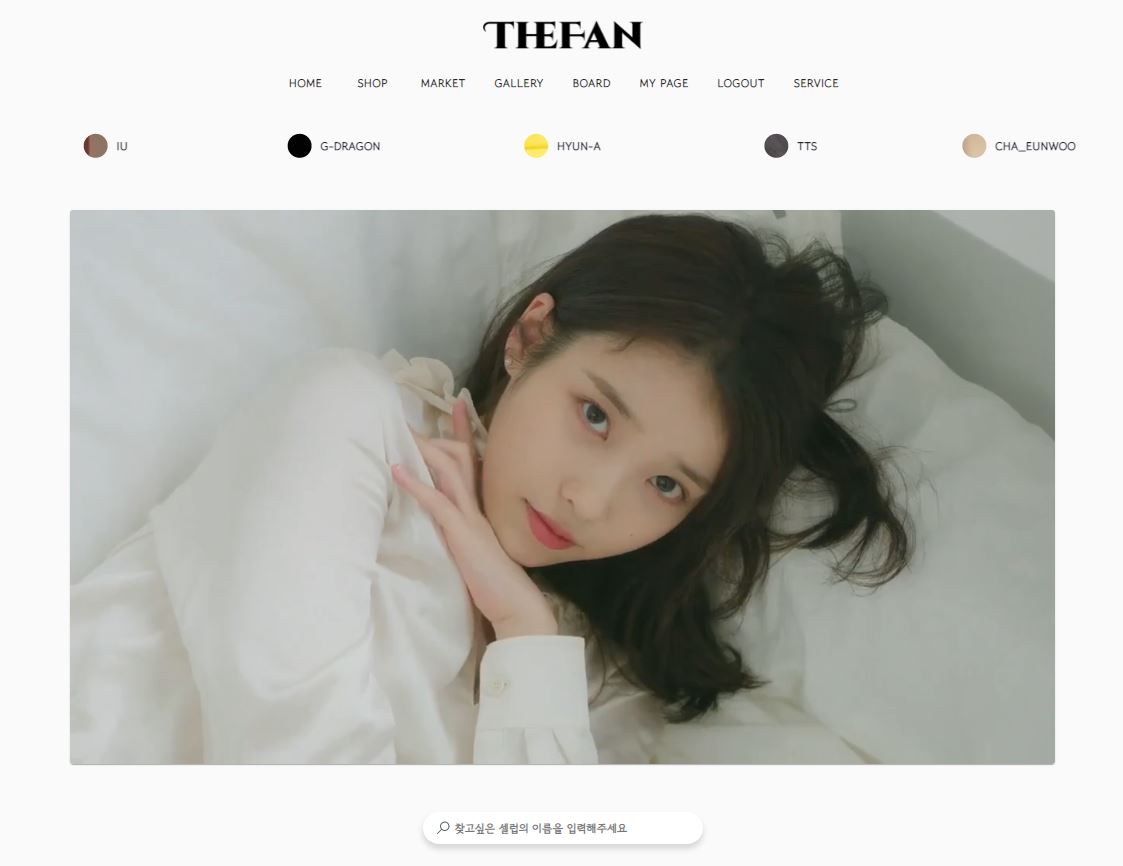 THEFAN
HOME SHOP MARKET GALLERY BOARD MY PAGE LOGOUT SERVICE
IU G-DRAGON HYUN-A TTS CHA_EUNWOO
찾고싶은 셀럽의 이름을 입력해주세요